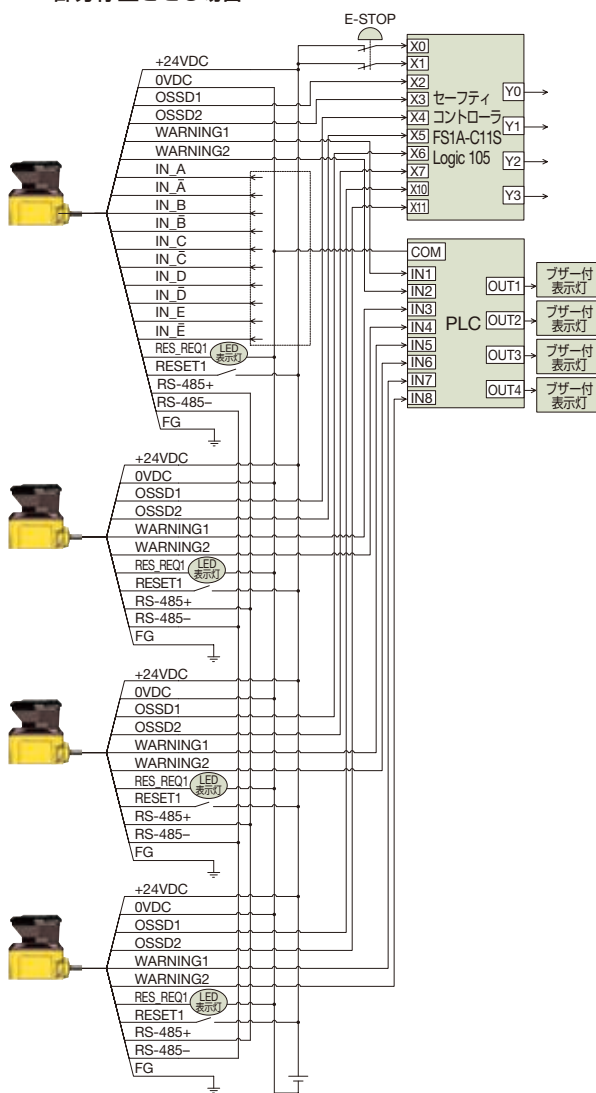 E-STOP
+24VDC
0VDC
OSSD1
OSSD2
WARNING1
WARNING2
IN_A
IN_A̅
IN_B
IN_B̅
IN_C
IN_C̅
IN_D
IN_D̅
IN_E
IN_E̅
RES_REQ1
LED
表示灯
RESET1
RS-485+
RS-485–
FG
X0
X1
X2
X3
X4
X5
X6
X7
X10
X11
セーフティ
コントローラ
FS1A-C11S
Logic 105
Y0
Y1
Y2
Y3
COM
IN1
IN2
IN3
IN4
IN5
IN6
IN7
IN8
PLC
OUT1
OUT2
OUT3
OUT4
ブザー付
表示灯
ブザー付
表示灯
ブザー付
表示灯
ブザー付
表示灯
+24VDC
0VDC
OSSD1
OSSD2
WARNING1
WARNING2
RES_REQ1
LED
表示灯
RESET1
RS-485+
RS-485–
FG
+24VDC
0VDC
OSSD1
OSSD2
WARNING1
WARNING2
RES_REQ1
LED
表示灯
RESET1
RS-485+
RS-485–
FG
+24VDC
0VDC
OSSD1
OSSD2
WARNING1
WARNING2
RES_REQ1
LED
表示灯
RESET1
RS-485+
RS-485–
FG